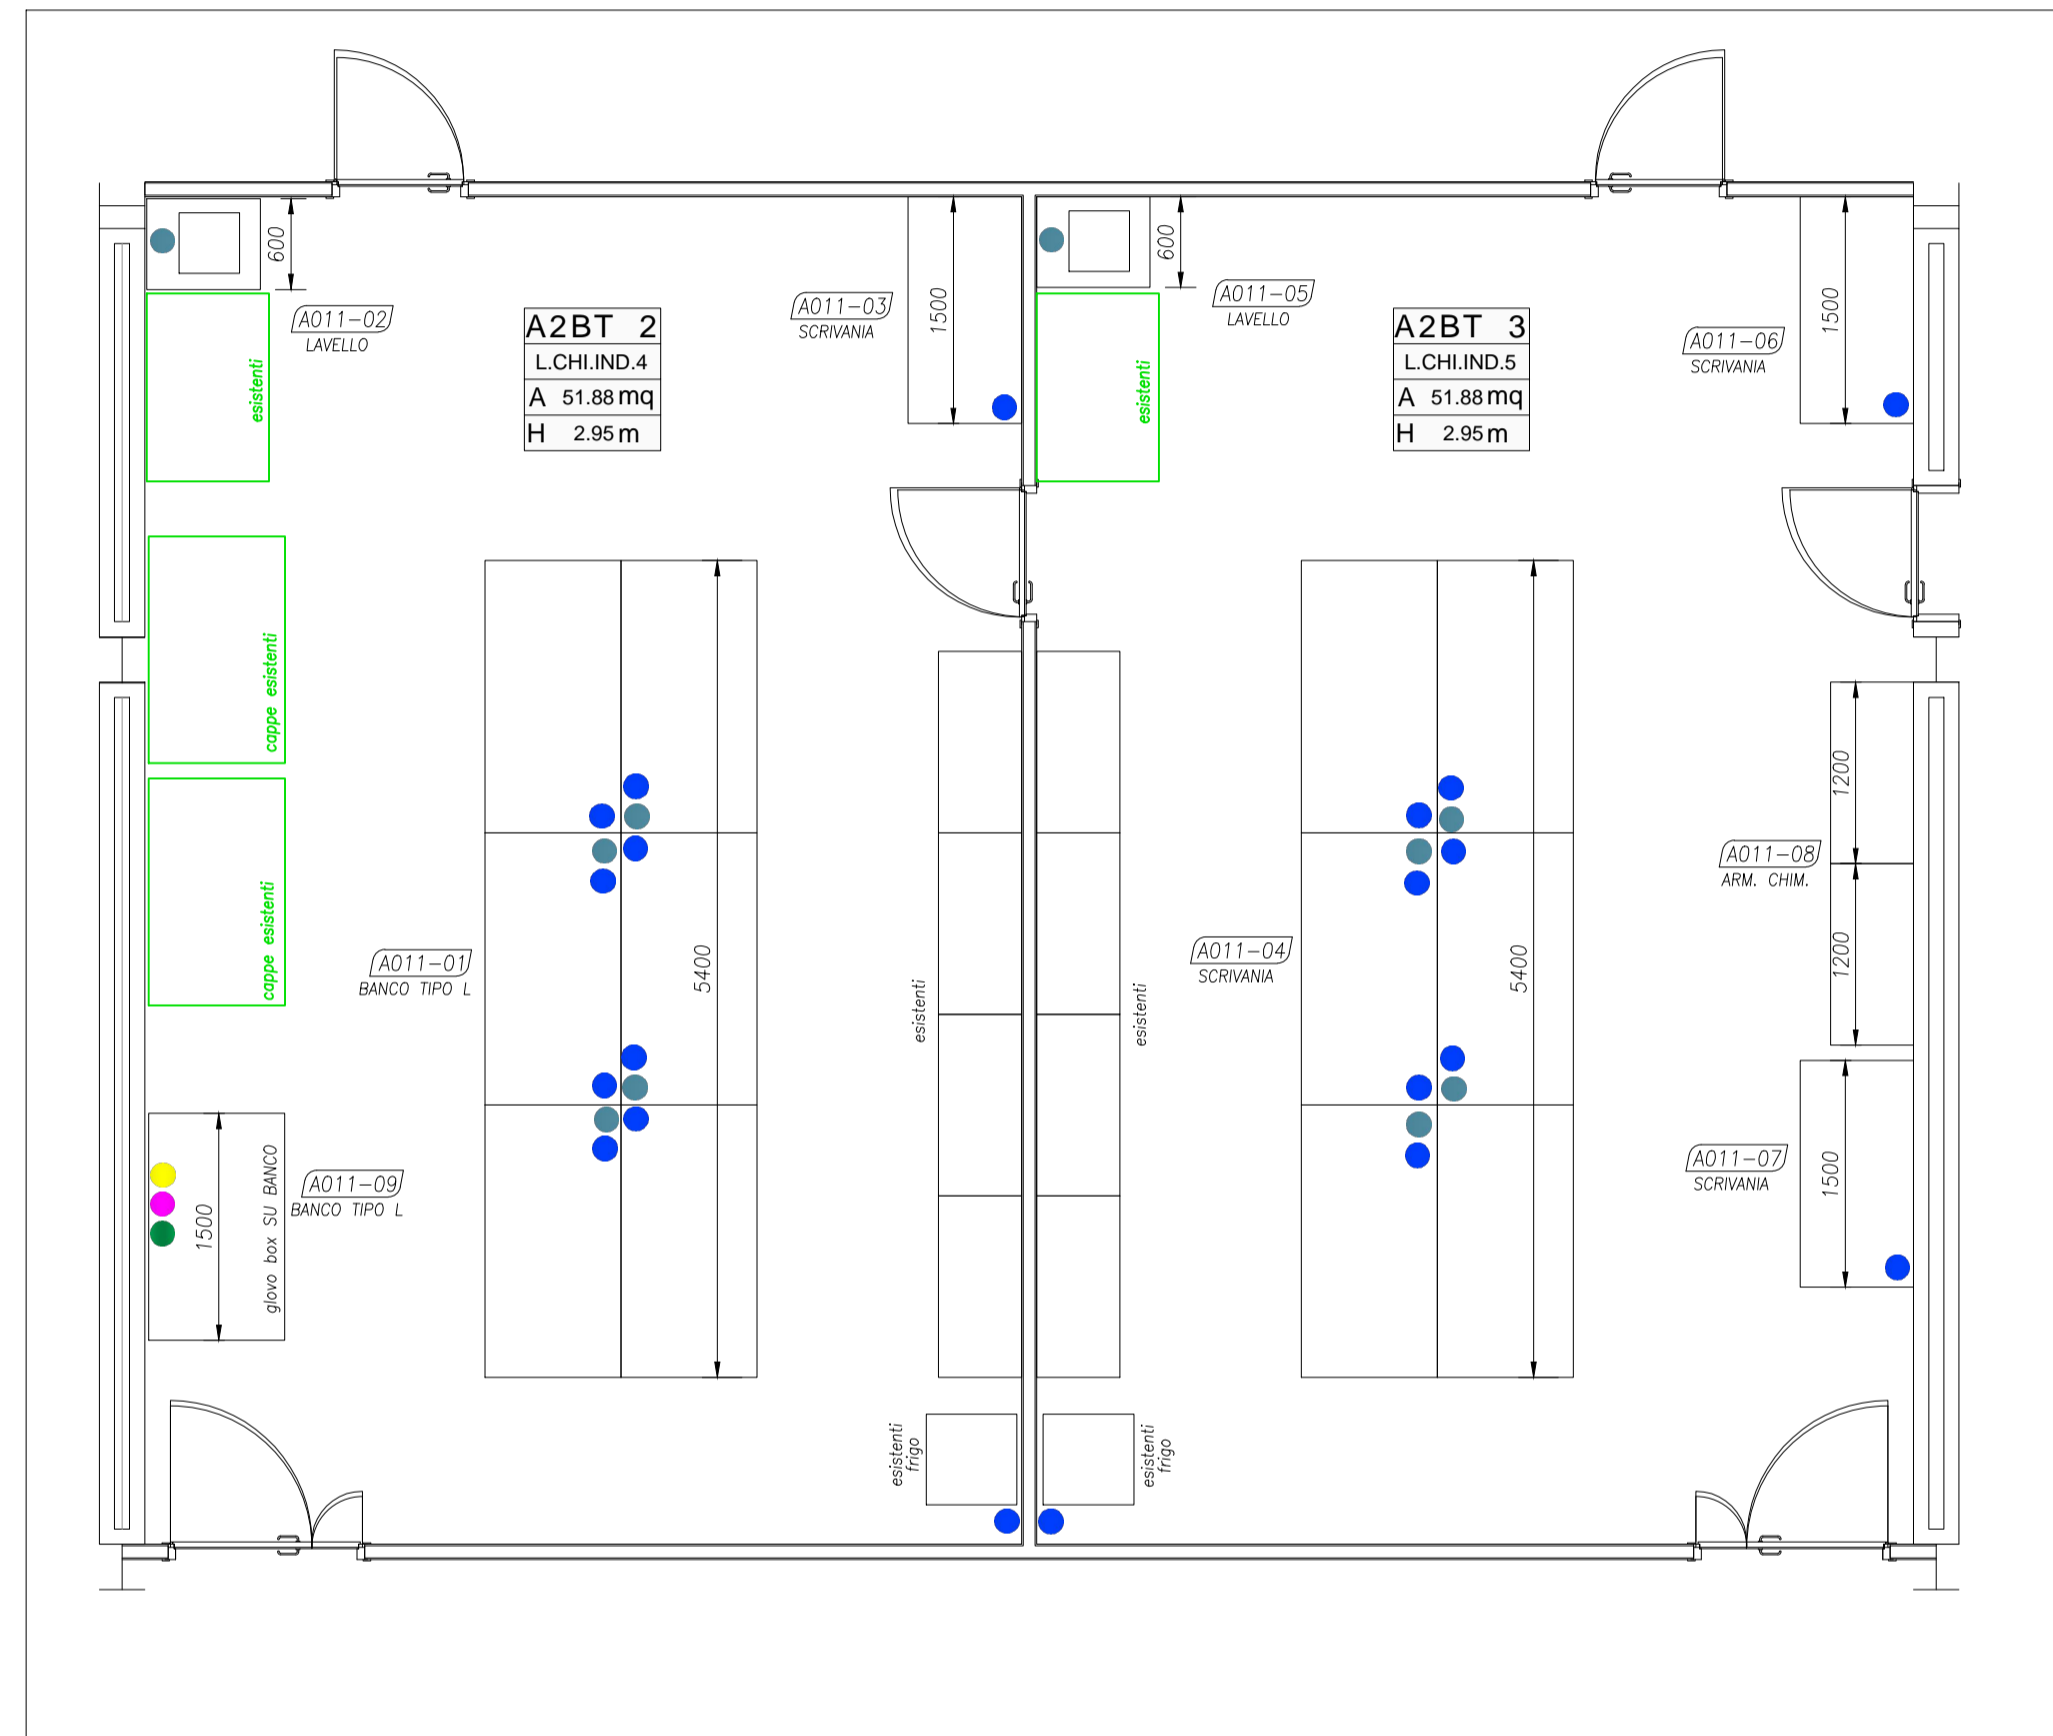 600
A011-02
LAVELLO
esistenti
A2BT 2
L.CHI.IND.4
A 51.88 mq
H 2.95 m
A011-03
SCRIVANIA
1500
600
A011-05
LAVELLO
esistenti
A2BT 3
L.CHI.IND.5
A 51.88 mq
H 2.95 m
A011-06
SCRIVANIA
1500
cappe esistenti
cappe esistenti
A011-01
BANCO TIPO L
5400
esistenti
esistenti
A011-04
SCRIVANIA
5400
1200
A011-08
ARM. CHIM.
1200
A011-07
SCRIVANIA
1500
1500
glovo box SU BANCO
A011-09
BANCO TIPO L
esistenti
frigo
esistenti
frigo